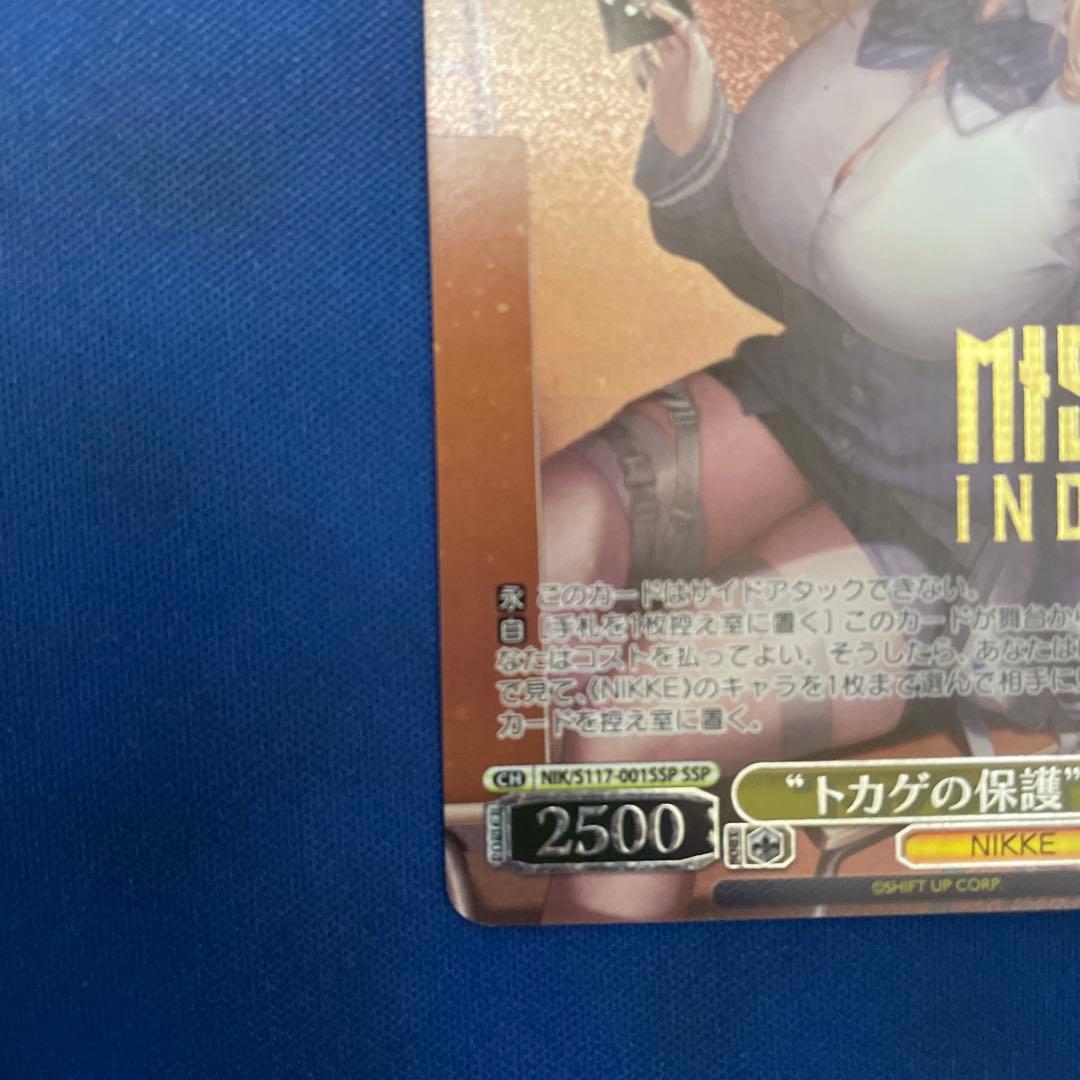 MIS
IND
永 このカードはサイドアタックできない。
自 [手札を1枚控え室に置く] このカードが舞台から
なたはコストを払ってよい。そうしたら、あなたは
で見て、《NIKKE》のキャラを1枚まで選んで相手に
カードを控え室に置く。
CH NIK/S117-001SSP SSP
“トカゲの保護”
2500
NIKKE
©SHIFT UP CORP.